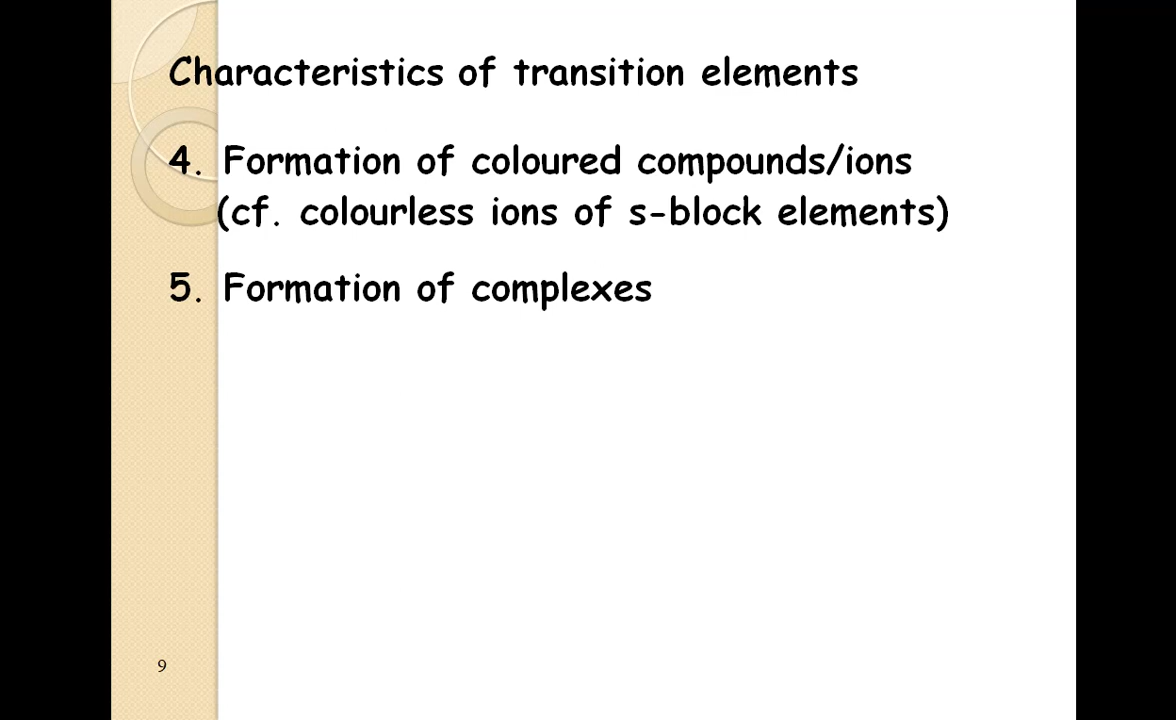 Characteristics of transition elements
4. Formation of coloured compounds/ions
(cf. colourless ions of s-block elements)
5. Formation of complexes
9